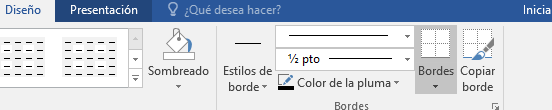 Diseño Presentación ¿Qué desea hacer? Inicia
½ pto
Sombreado Estilos de borde Color de la pluma Bordes Copiar borde
Bordes